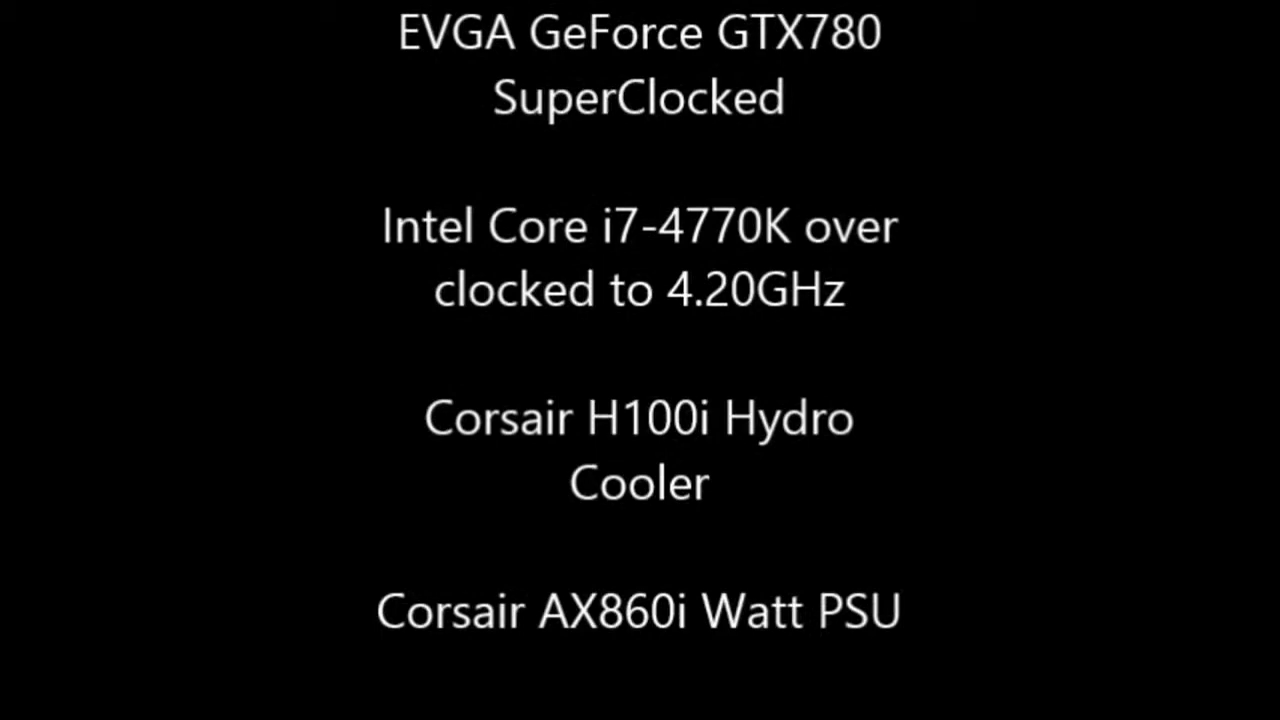 EVGA GeForce GTX780
SuperClocked
Intel Core i7-4770K over
clocked to 4.20GHz
Corsair H100i Hydro
Cooler
Corsair AX860i Watt PSU